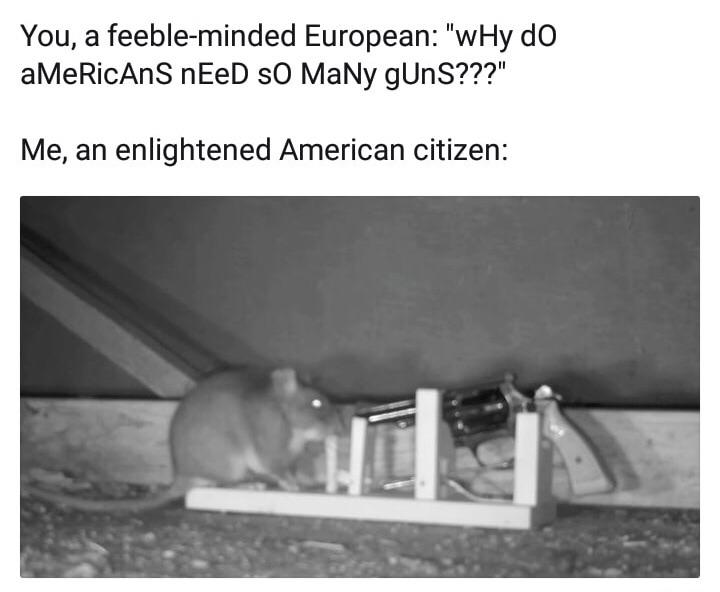 You, a feeble-minded European: "wHy dO
aMeRicAnS nEeD sO MaNy gUnS???"
Me, an enlightened American citizen: